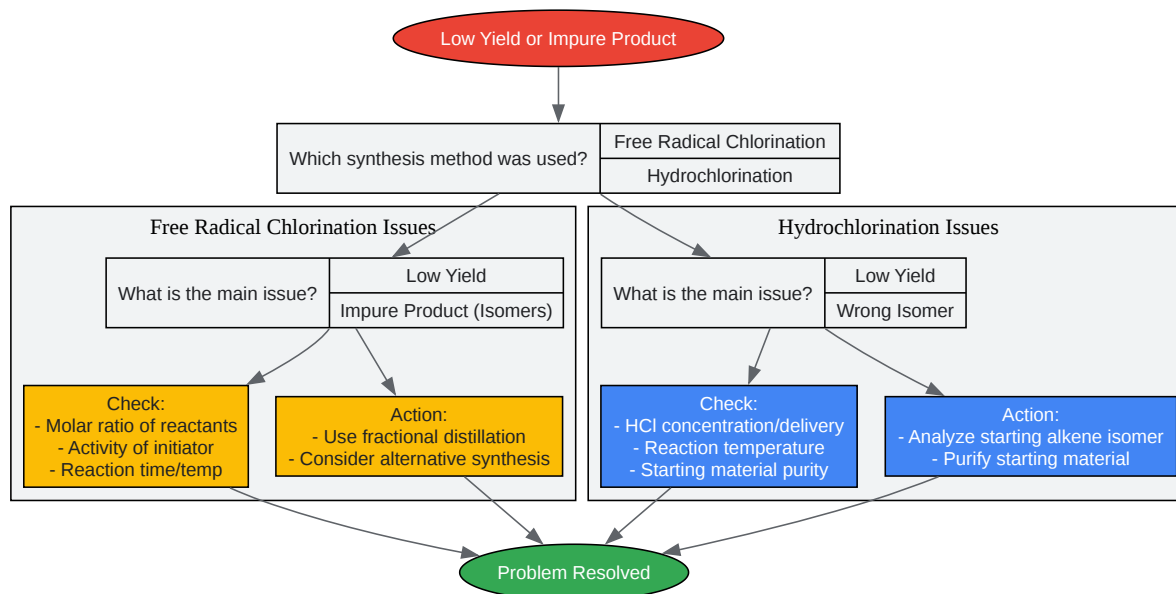 Low Yield or Impure Product
Which synthesis method was used?
Free Radical Chlorination
Hydrochlorination
Free Radical Chlorination Issues
What is the main issue?
Low Yield
Impure Product (Isomers)
Check:
- Molar ratio of reactants
- Activity of initiator
- Reaction time/temp
Action:
- Use fractional distillation
- Consider alternative synthesis
Hydrochlorination Issues
What is the main issue?
Low Yield
Wrong Isomer
Check:
- HCl concentration/delivery
- Reaction temperature
- Starting material purity
Action:
- Analyze starting alkene isomer
- Purify starting material
Problem Resolved